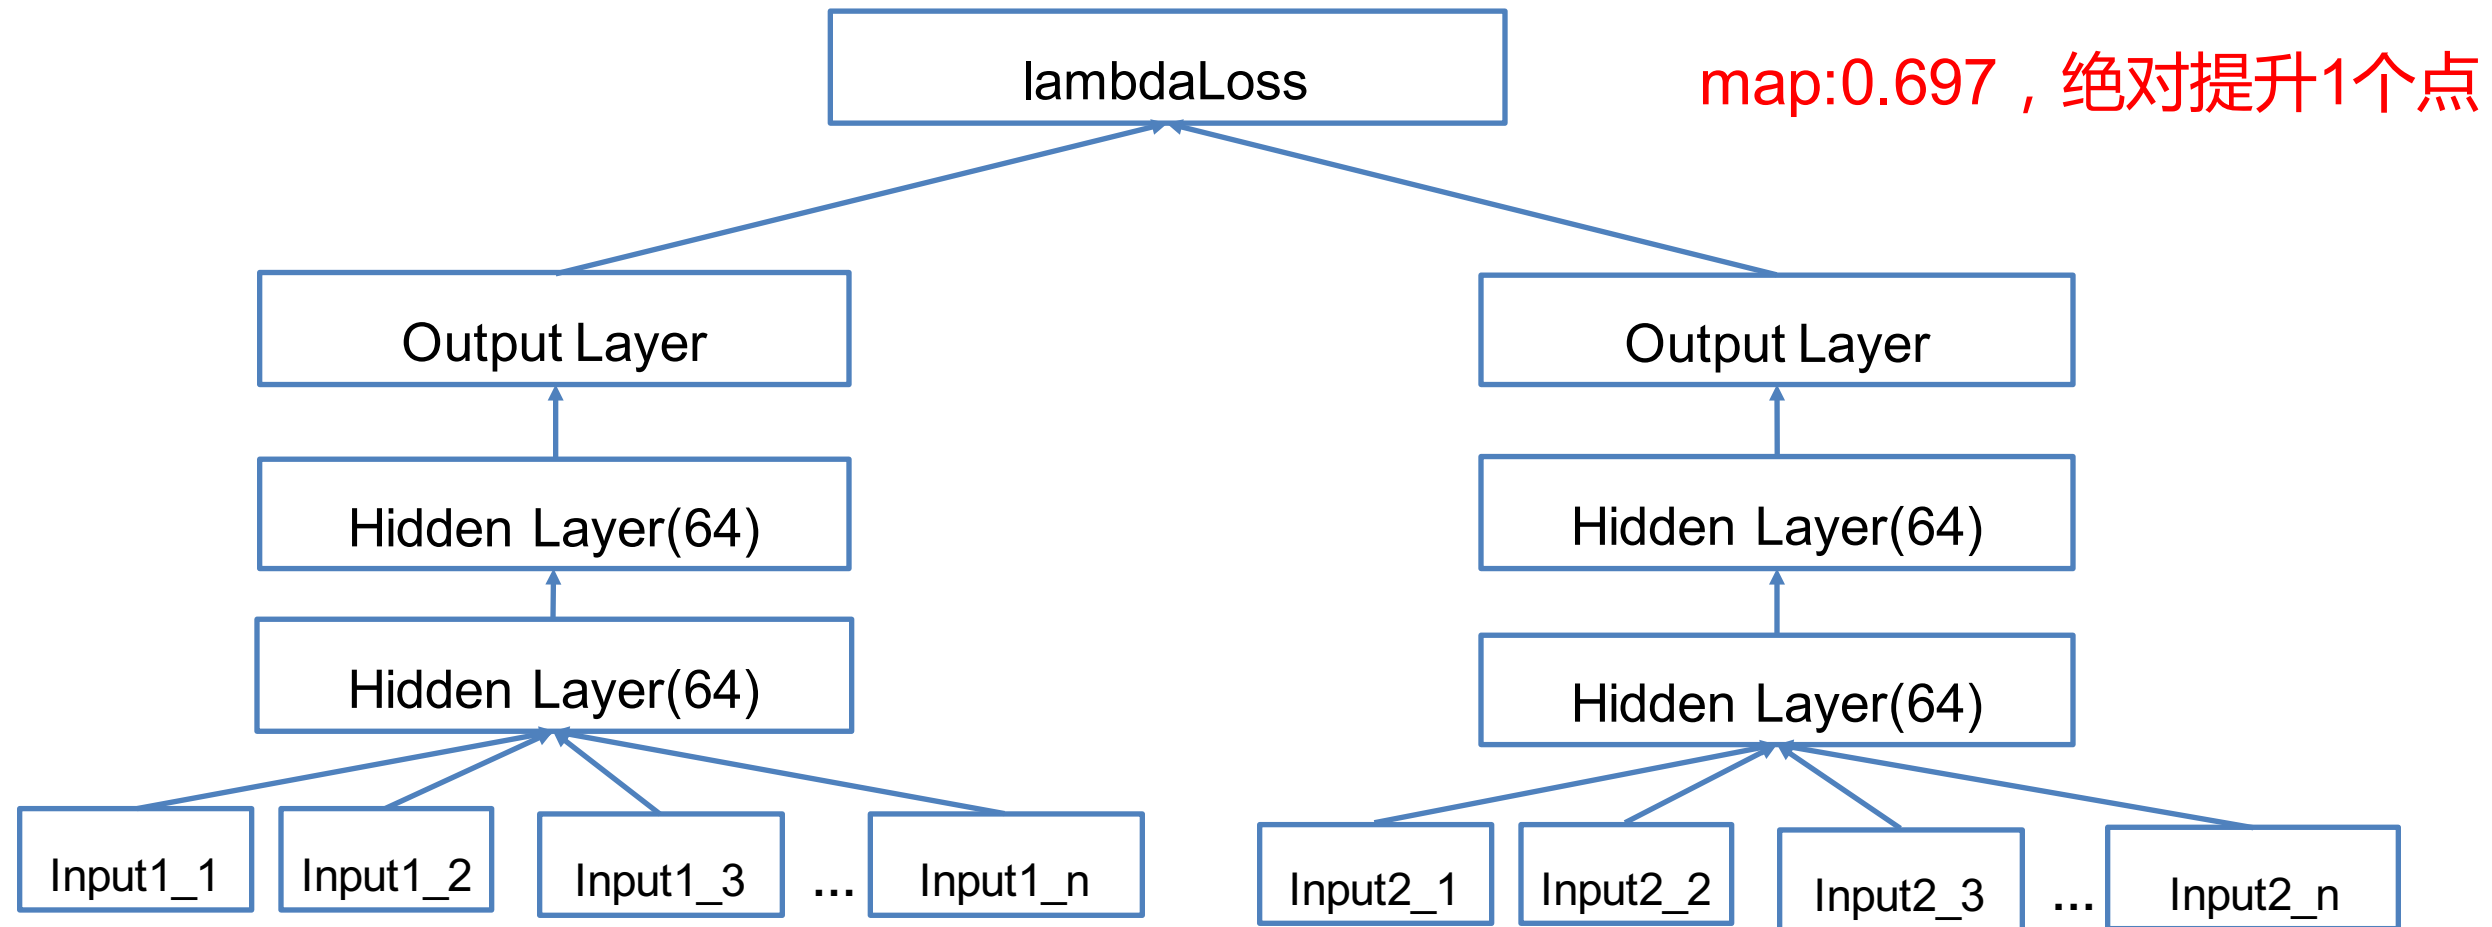 lambdaLoss
map:0.697，绝对提升1个点
Output Layer
Output Layer
Hidden Layer(64)
Hidden Layer(64)
Hidden Layer(64)
Hidden Layer(64)
Input1_1
Input1_2
Input1_3
...
Input1_n
Input2_1
Input2_2
Input2_3
...
Input2_n